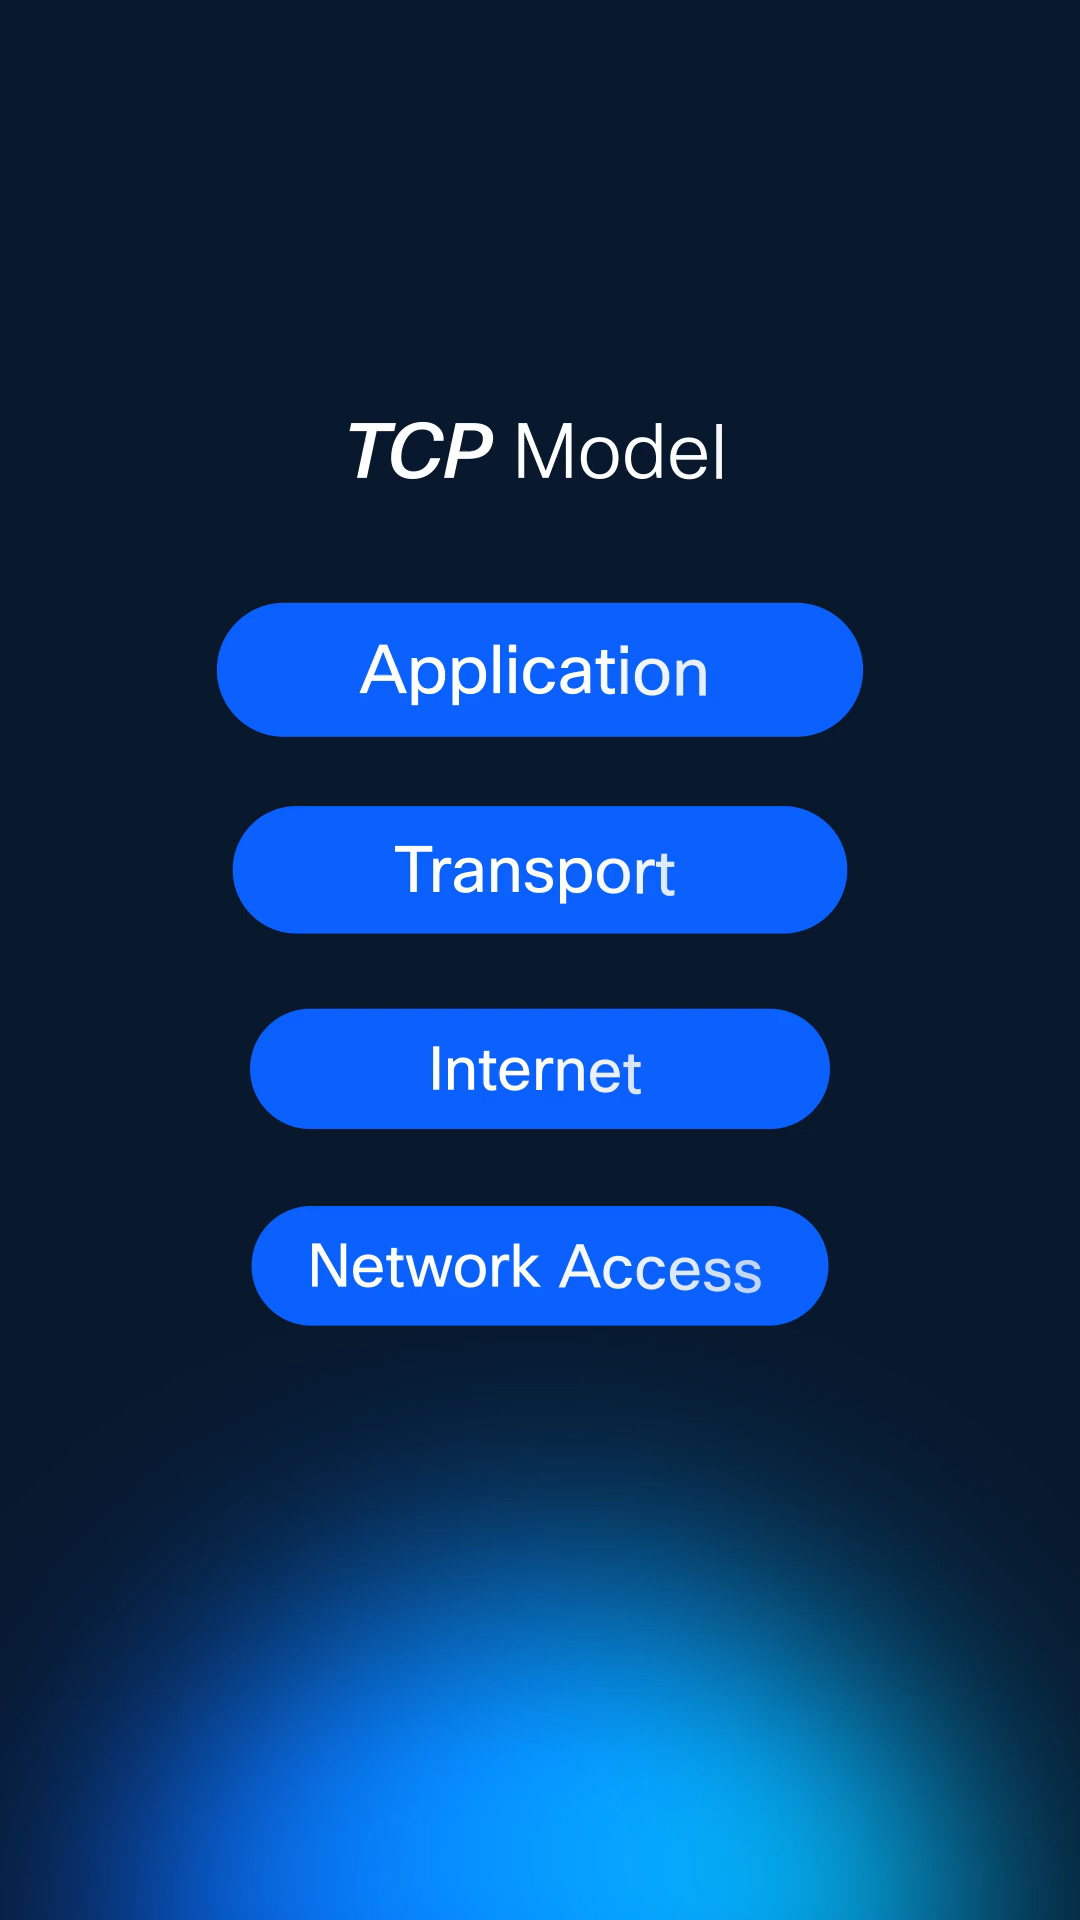 TCP Model
Application
Transport
Internet
Network Access